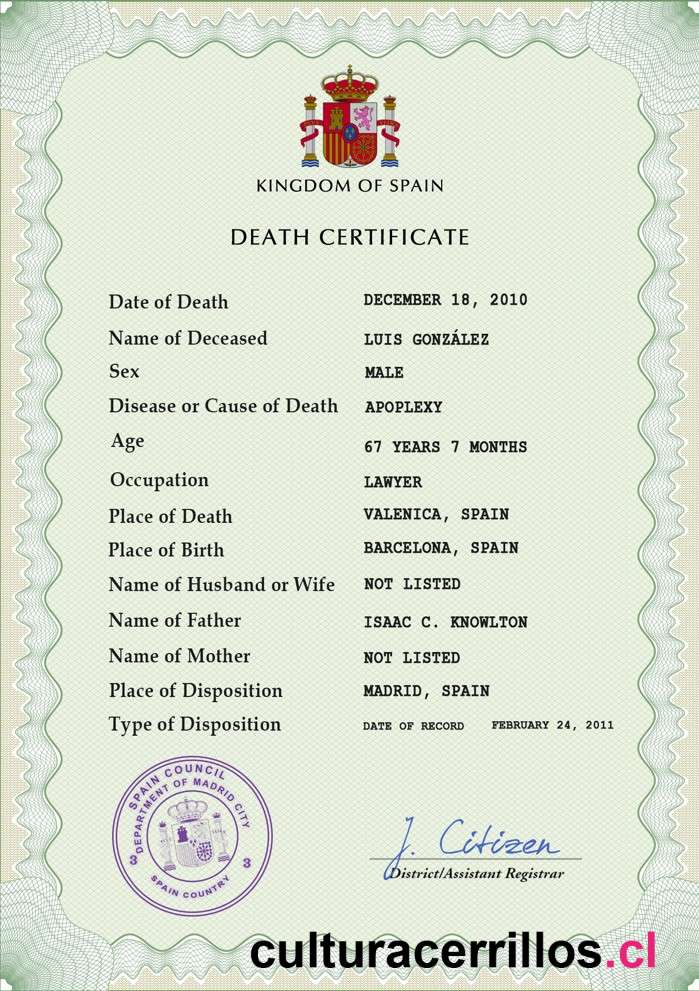 KINGDOM OF SPAIN
DEATH CERTIFICATE
Date of Death DECEMBER 18, 2010
Name of Deceased LUIS GONZÁLEZ
Sex MALE
Disease or Cause of Death APOPLEXY
Age 67 YEARS 7 MONTHS
Occupation LAWYER
Place of Death VALENICA, SPAIN
Place of Birth BARCELONA, SPAIN
Name of Husband or Wife NOT LISTED
Name of Father ISAAC C. KNOWLTON
Name of Mother NOT LISTED
Place of Disposition MADRID, SPAIN
Type of Disposition DATE OF RECORD FEBRUARY 24, 2011
SPAIN COUNCIL
DEPARTMENT OF MADRID CITY
3 3
SPAIN COUNTRY
J. Citizen
District/Assistant Registrar
culturacerrillos.cl